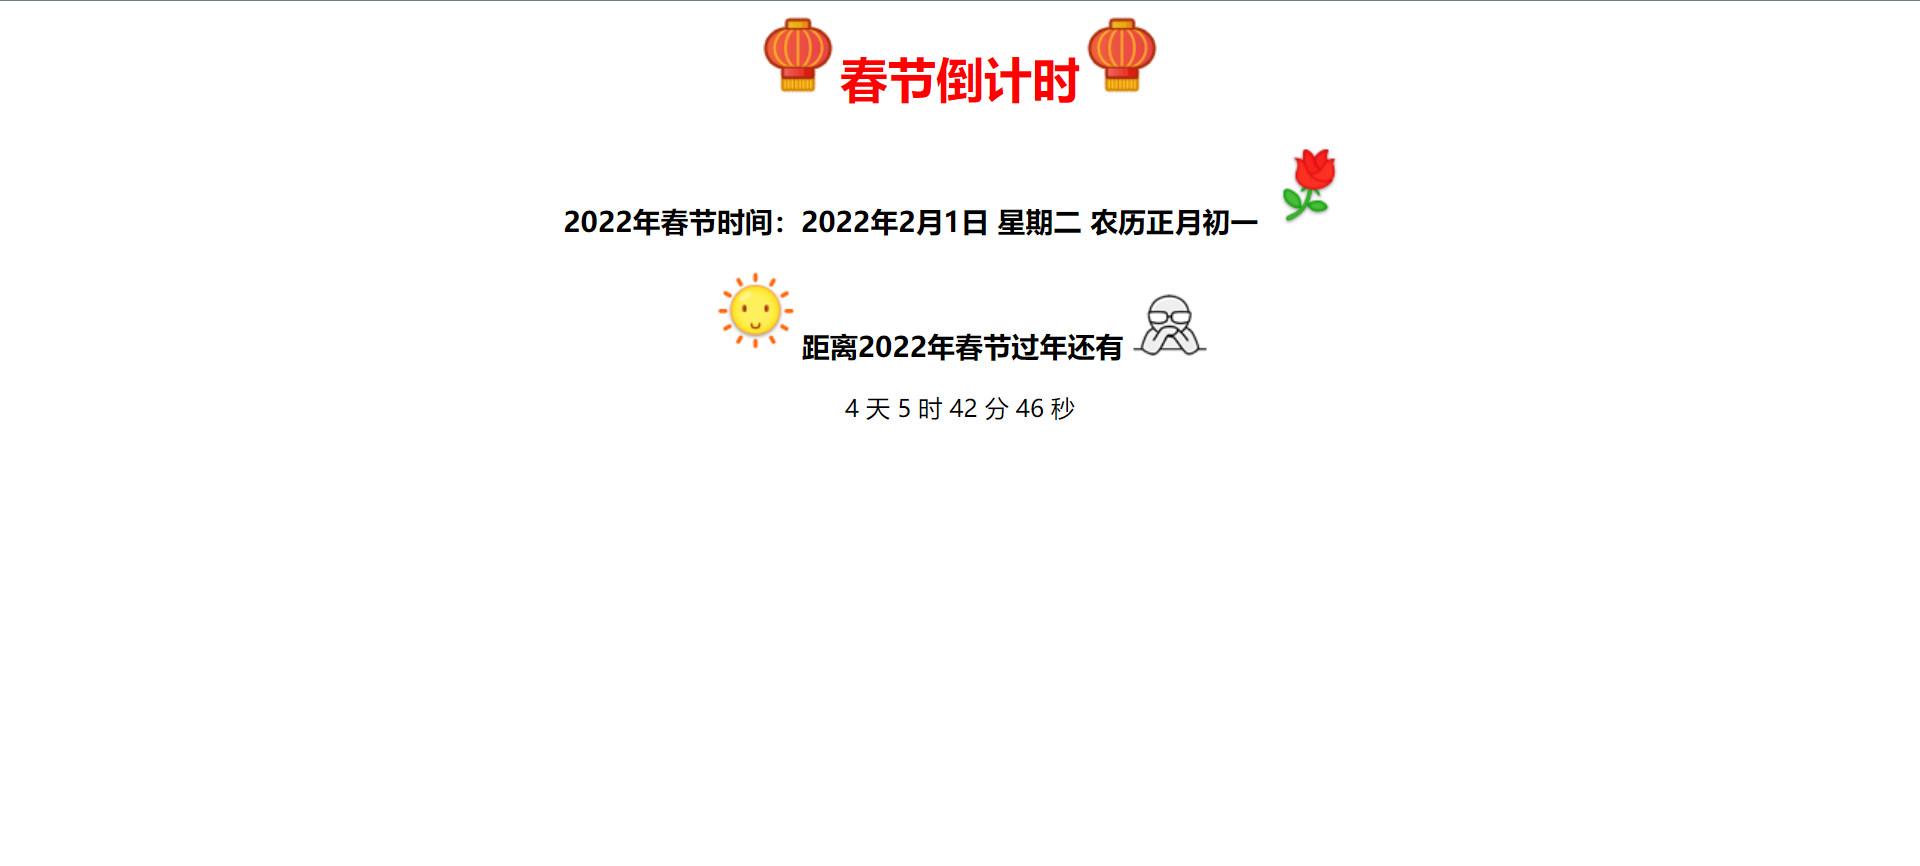 春节倒计时
2022年春节时间：2022年2月1日 星期二 农历正月初一
距离2022年春节过年还有
4 天 5 时 42 分 46 秒